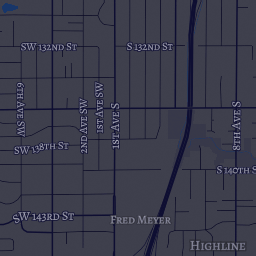 SW 132nd St
S 132nd St
6th Ave SW
2nd Ave SW
1st Ave SW
1st Ave S
8th Ave S
SW 138th St
S 140th S
SW 143rd St
Fred Meyer
Highline